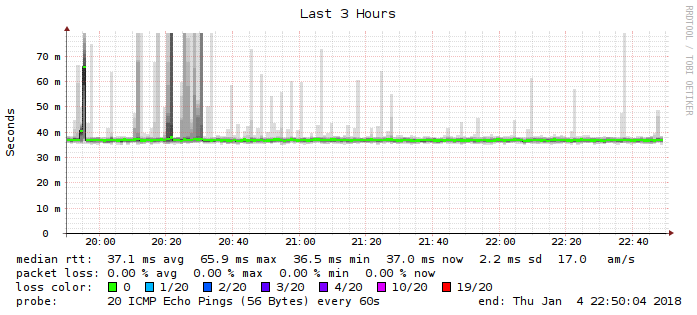 Last 3 Hours
RRDTOOL / TOBI OETIKER
Seconds
70 m
60 m
50 m
40 m
30 m
20 m
10 m
0
20:00 20:20 20:40 21:00 21:20 21:40 22:00 22:20 22:40
median rtt: 37.1 ms avg 65.9 ms max 36.5 ms min 37.0 ms now 2.2 ms sd 17.0 am/s
packet loss: 0.00 % avg 0.00 % max 0.00 % min 0.00 % now
loss color: 0 1/20 2/20 3/20 4/20 10/20 19/20
probe: 20 ICMP Echo Pings (56 Bytes) every 60s end: Thu Jan 4 22:50:04 2018